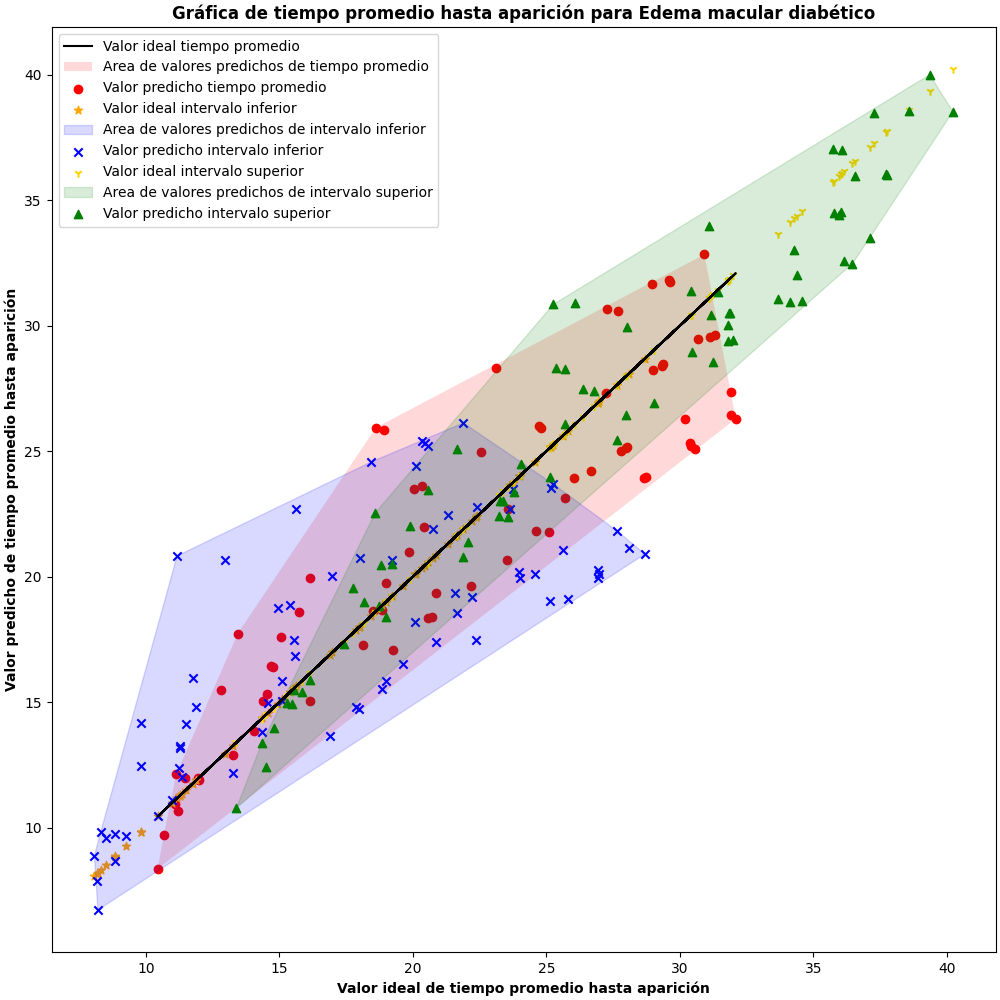 Gráfica de tiempo promedio hasta aparición para Edema macular diabético
Valor ideal tiempo promedio
Area de valores predichos de tiempo promedio
Valor predicho tiempo promedio
Valor ideal intervalo inferior
Area de valores predichos de intervalo inferior
Valor predicho intervalo inferior
Valor ideal intervalo superior
Area de valores predichos de intervalo superior
Valor predicho intervalo superior
Valor predicho de tiempo promedio hasta aparición
40
35
30
25
20
15
10
10 15 20 25 30 35 40
Valor ideal de tiempo promedio hasta aparición